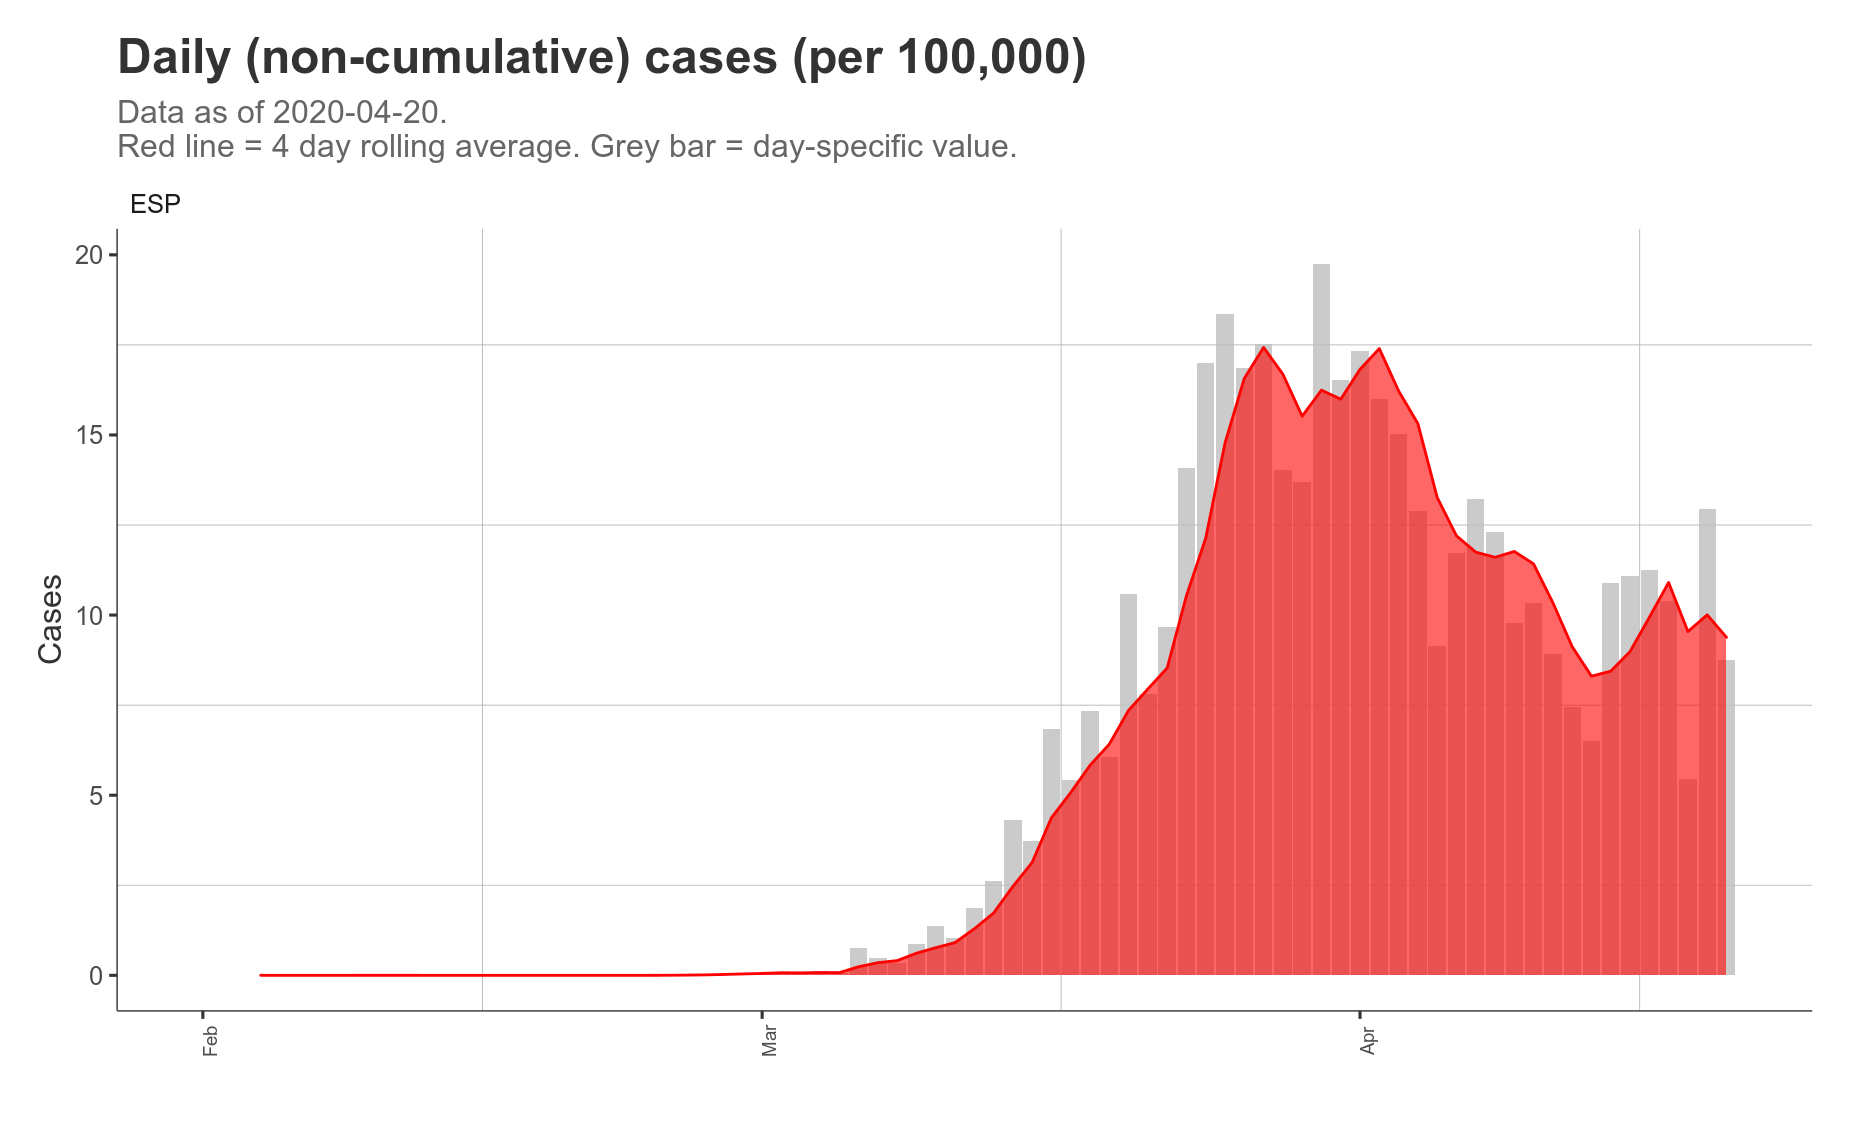 Daily (non-cumulative) cases (per 100,000)
Data as of 2020-04-20.
Red line = 4 day rolling average. Grey bar = day-specific value.
ESP
20
15
10
5
0
Cases
Feb
Mar
Apr